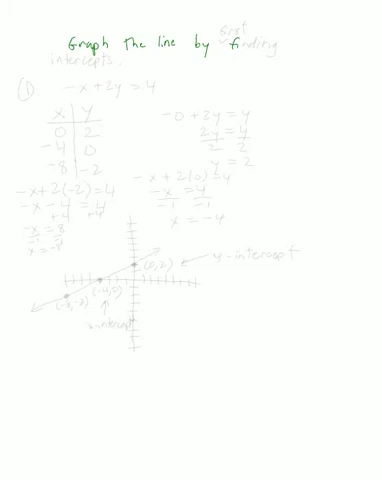 Graph the line by first finding
intercepts.
① -x + 2y = 4
x y
0 2
-4 0
-8 -2
-0 + 2y = 4
2y = 4
2 2
y = 2
-x + 2(-2) = 4
-x - 4 = 4
+4 +4
-x = 8
-1 -1
x = -8
-x + 2(0) = 4
-x = 4
-1 -1
x = -4
(0, 2) ← y-intercept
(-8, -2) (-4, 0)
x-intercept